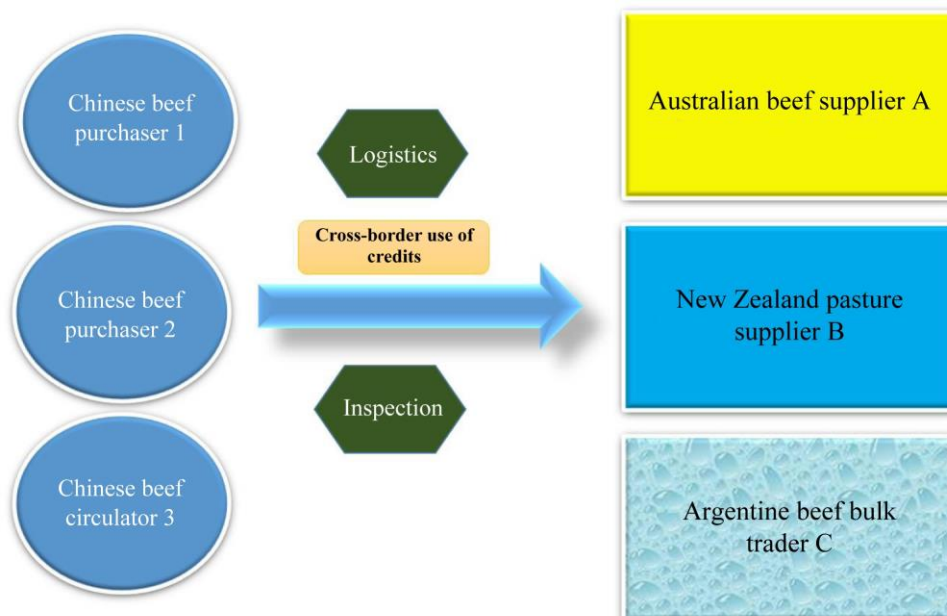 Chinese beef
purchaser 1
Chinese beef
purchaser 2
Chinese beef
circulator 3
Logistics
Cross-border use of
credits
Inspection
Australian beef supplier A
New Zealand pasture
supplier B
Argentine beef bulk
trader C